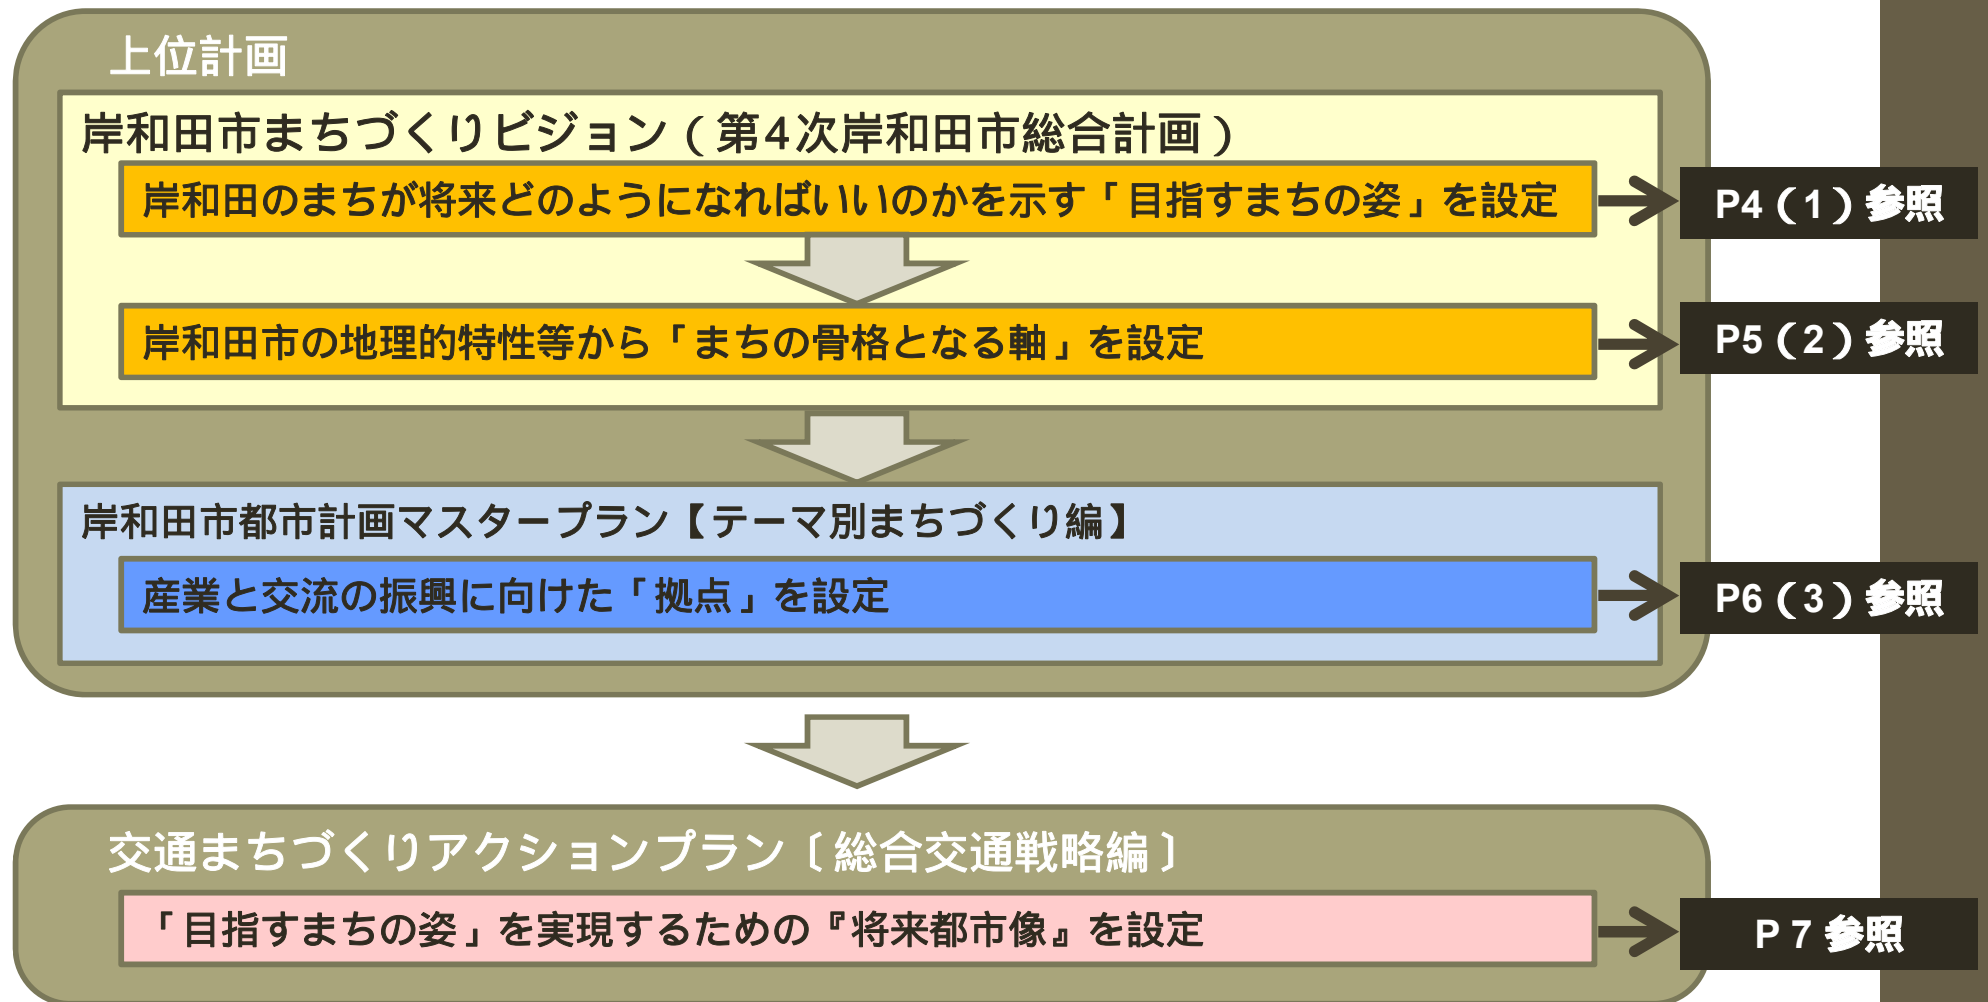 上位計画
岸和田市まちづくりビジョン（第4次岸和田市総合計画）
岸和田のまちが将来どのようになればいいのかを示す「目指すまちの姿」を設定
P4（1）参照
岸和田市の地理的特性等から「まちの骨格となる軸」を設定
P5（2）参照
岸和田市都市計画マスタープラン【テーマ別まちづくり編】
産業と交流の振興に向けた「拠点」を設定
P6（3）参照
交通まちづくりアクションプラン〔総合交通戦略編〕
「目指すまちの姿」を実現するための『将来都市像』を設定
P７参照